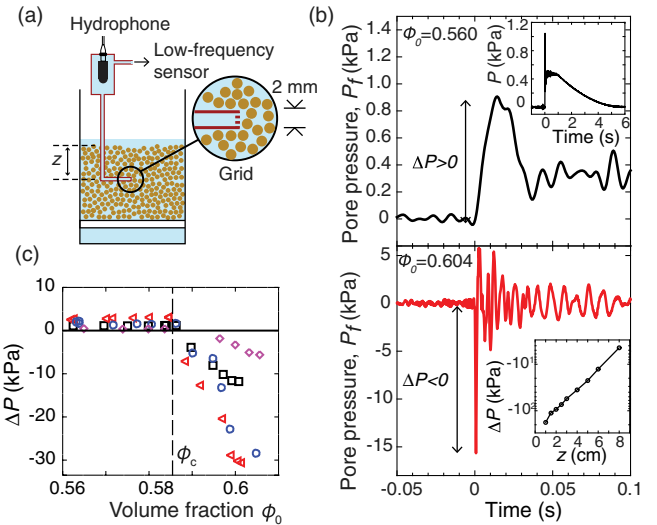 (a)
Hydrophone
Low-frequency
sensor
2 mm
z
Grid
(b)
Pore pressure, P_f (kPa)
1.4
1.2
1.0
0.8
0.6
0.4
0.2
0
ϕ₀=0.560
ΔP>0
P (kPa)
1.2
0.8
0.4
0
0 2 4 6
Time (s)
Pore pressure, P_f (kPa)
5
0
-5
-10
-15
ϕ₀=0.604
ΔP<0
ΔP (kPa)
-10¹
-10²
0 2 4 6 8
z (cm)
-0.05 0 0.05 0.1
Time (s)
(c)
ΔP (kPa)
10
0
-10
-20
-30
ϕc
0.56 0.58 0.6
Volume fraction ϕ₀